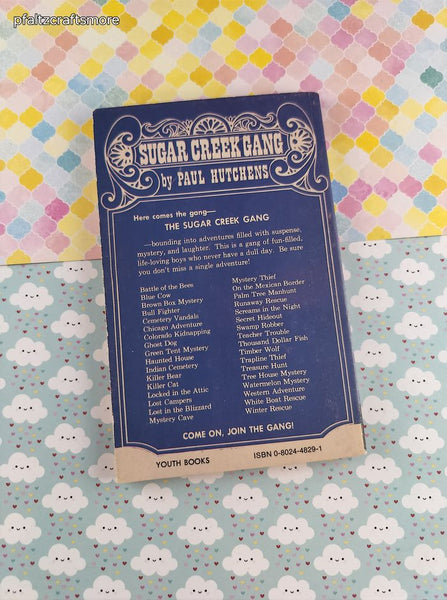 pfaltzcraftsmore
SUGAR CREEK GANG
by PAUL HUTCHENS
Here comes the gang—
THE SUGAR CREEK GANG
—bounding into adventures filled with suspense,
mystery, and laughter. This is a gang of fun-filled,
life-loving boys who never have a dull day. Be sure
you don't miss a single adventure!
Battle of the Bees
Blue Cow
Brown Box Mystery
Bull Fighter
Cemetery Vandals
Chicago Adventure
Colorado Kidnapping
Ghost Dog
Green Tent Mystery
Haunted House
Indian Cemetery
Killer Bear
Killer Cat
Locked in the Attic
Lost Campers
Lost in the Blizzard
Mystery Cave
Mystery Thief
On the Mexican Border
Palm Tree Manhunt
Runaway Rescue
Screams in the Night
Secret Hideout
Swamp Robber
Teacher Trouble
Thousand Dollar Fish
Timber Wolf
Trapline Thief
Treasure Hunt
Tree House Mystery
Watermelon Mystery
Western Adventure
White Boat Rescue
Winter Rescue
COME ON, JOIN THE GANG!
YOUTH BOOKS
ISBN 0-8024-4829-1